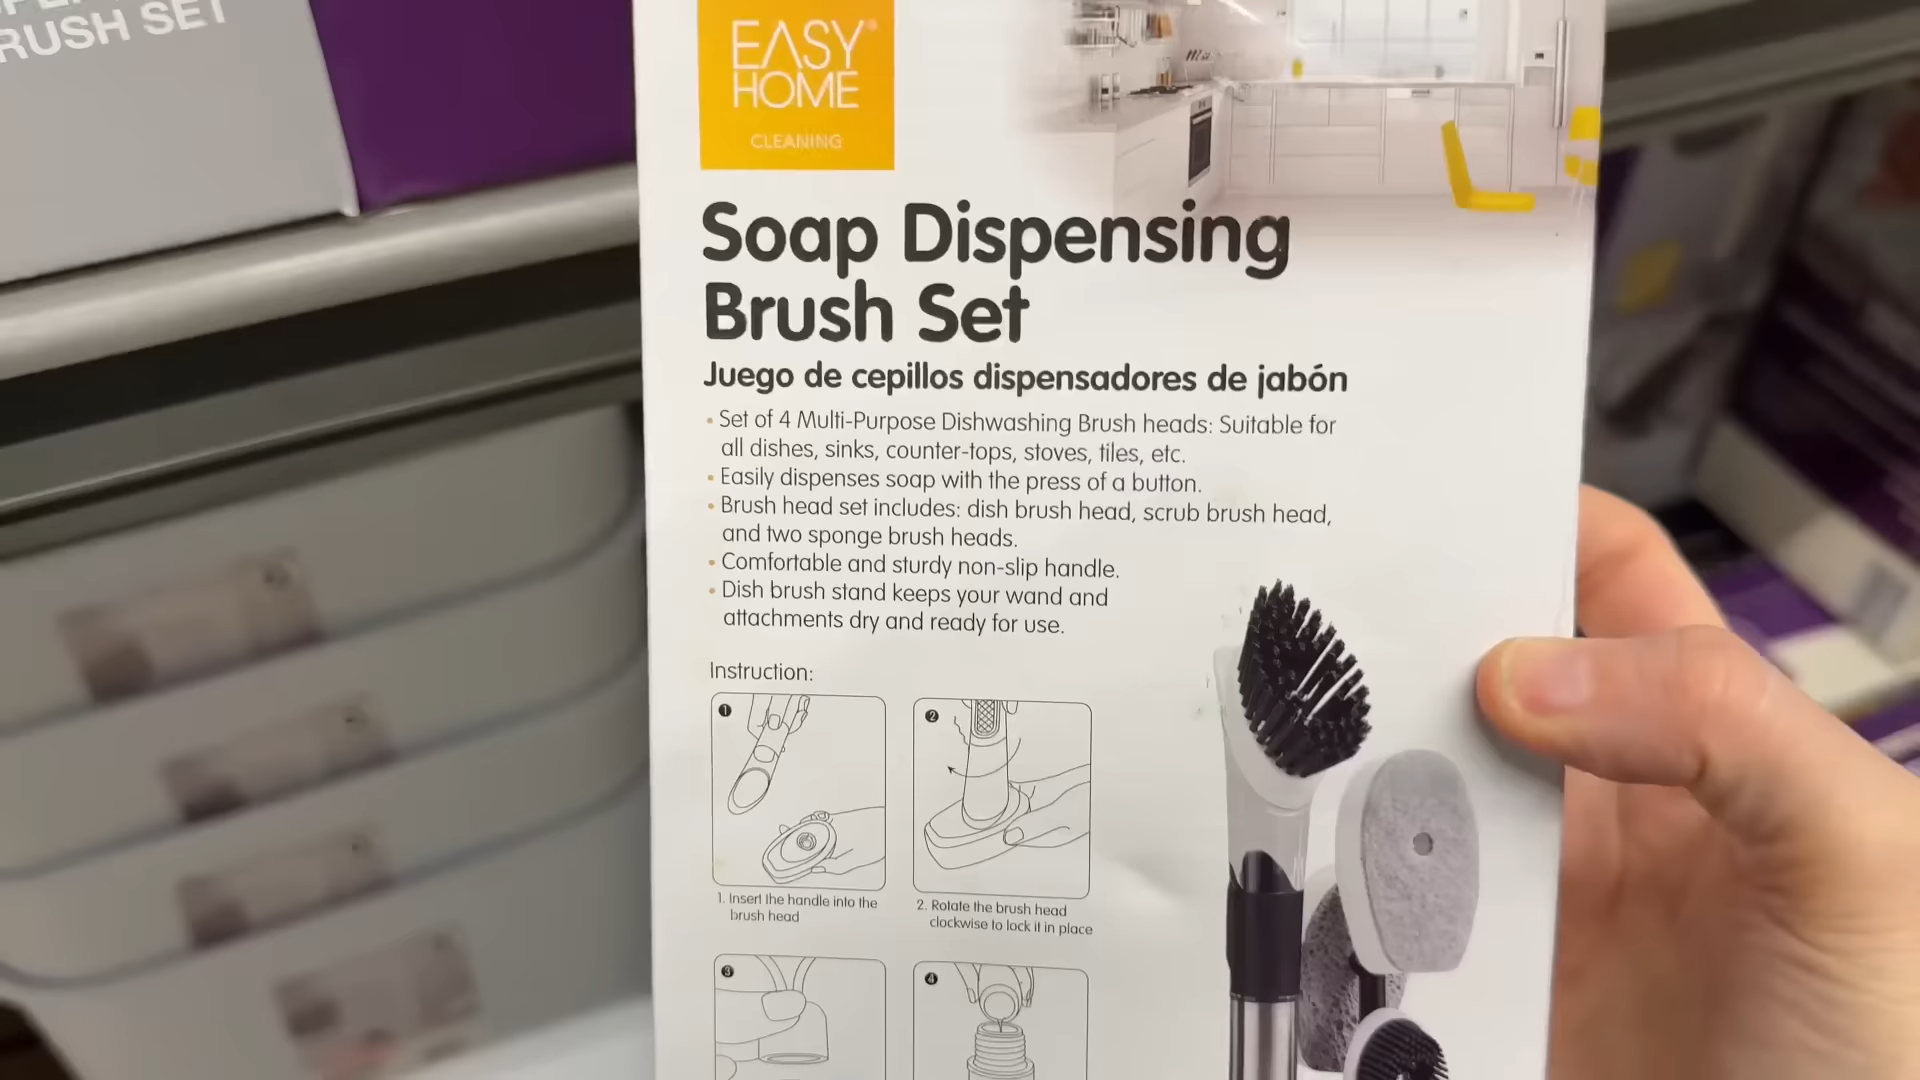 RUSH SET
EASY
HOME
CLEANING
Soap Dispensing
Brush Set
Juego de cepillos dispensadores de jabón
• Set of 4 Multi-Purpose Dishwashing Brush heads: Suitable for
all dishes, sinks, counter-tops, stoves, tiles, etc.
• Easily dispenses soap with the press of a button.
• Brush head set includes: dish brush head, scrub brush head,
and two sponge brush heads.
• Comfortable and sturdy non-slip handle.
• Dish brush stand keeps your wand and
attachments dry and ready for use.
Instruction:
1
2
1. Insert the handle into the
brush head
2. Rotate the brush head
clockwise to lock it in place
3
4